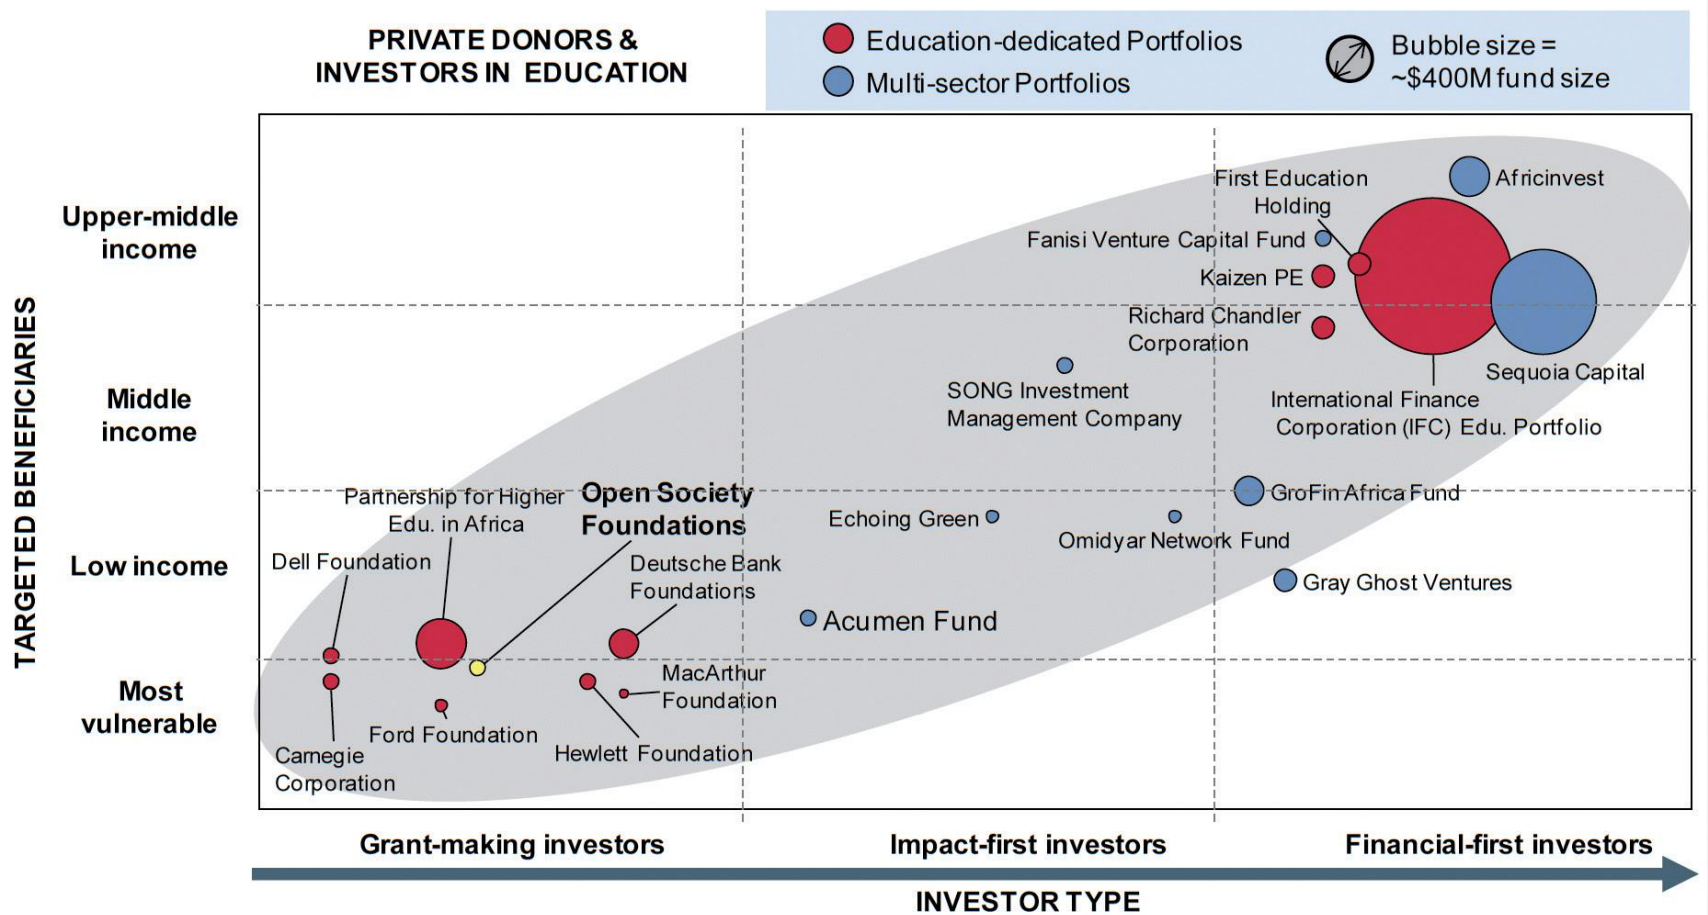 PRIVATE DONORS &
INVESTORS IN EDUCATION
Education-dedicated Portfolios
Multi-sector Portfolios
Bubble size =
~$400M fund size
TARGETED BENEFICIARIES
Upper-middle
income
Middle
income
Low income
Most
vulnerable
First Education
Holding
Africinvest
Fanisi Venture Capital Fund
Kaizen PE
Richard Chandler
Corporation
Sequoia Capital
SONG Investment
Management Company
International Finance
Corporation (IFC) Edu. Portfolio
Partnership for Higher
Edu. in Africa
Open Society
Foundations
GroFin Africa Fund
Echoing Green
Omidyar Network Fund
Dell Foundation
Deutsche Bank
Foundations
Gray Ghost Ventures
Acumen Fund
MacArthur
Foundation
Ford Foundation
Hewlett Foundation
Carnegie
Corporation
Grant-making investors
Impact-first investors
Financial-first investors
INVESTOR TYPE